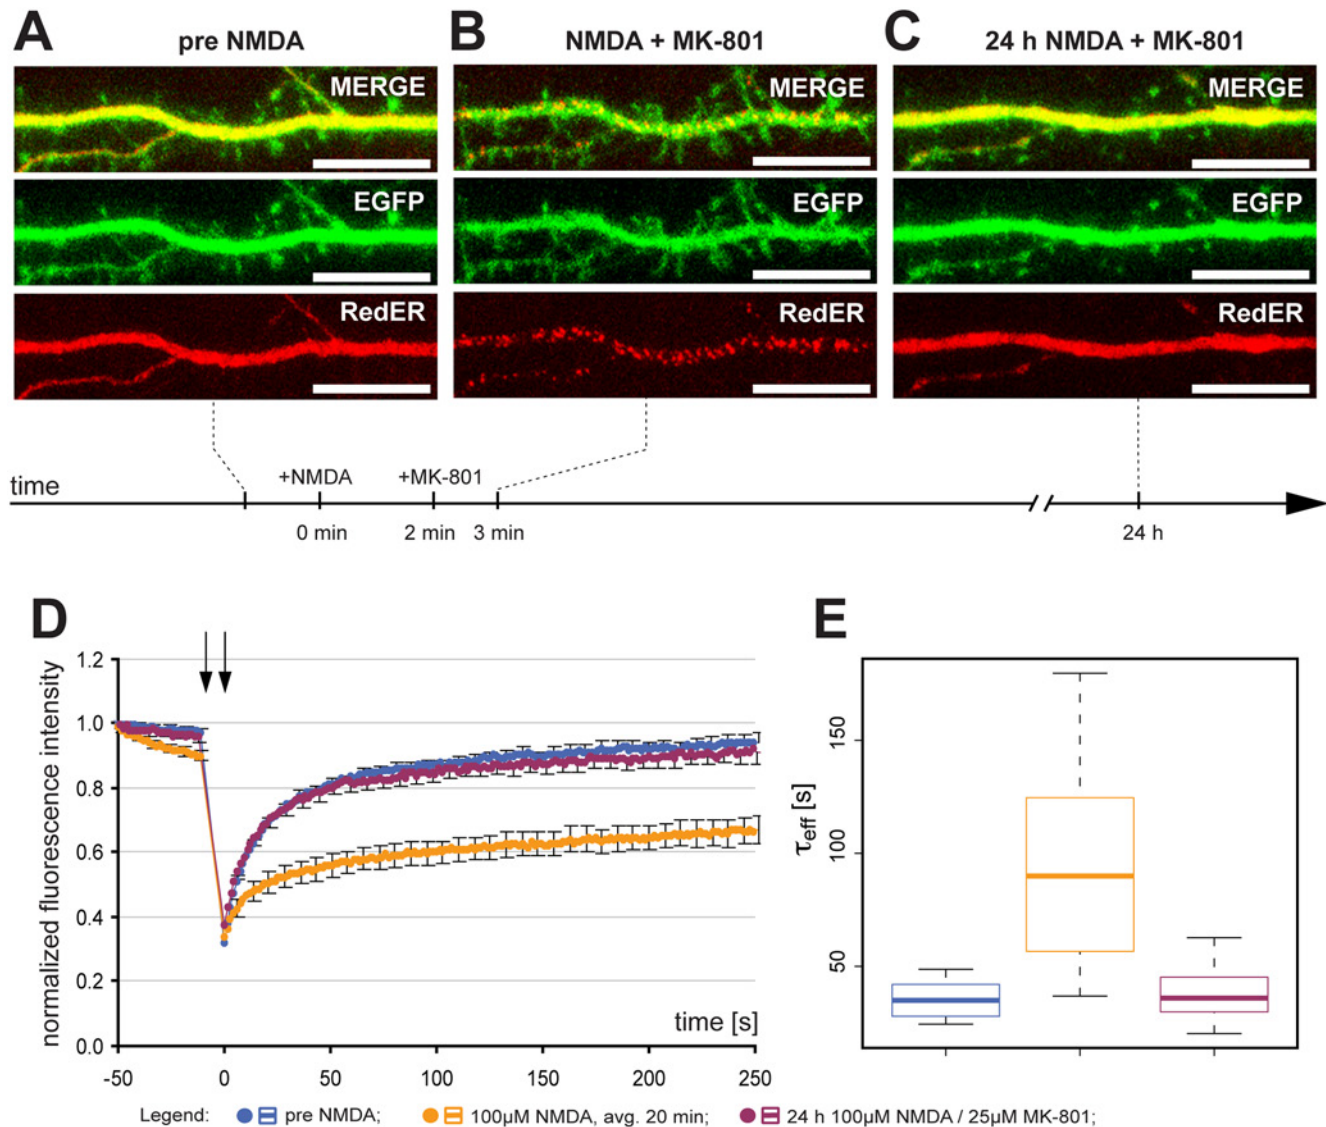 A pre NMDA
B NMDA + MK-801
C 24 h NMDA + MK-801
MERGE MERGE MERGE
EGFP EGFP EGFP
RedER RedER RedER
time +NMDA +MK-801
0 min 2 min 3 min 24 h
D
normalized fluorescence intensity
1.2
1.0
0.8
0.6
0.4
0.2
0.0
time [s]
-50 0 50 100 150 200 250
E
τeff [s]
150
100
50
Legend: pre NMDA; 100µM NMDA, avg. 20 min; 24 h 100µM NMDA / 25µM MK-801;